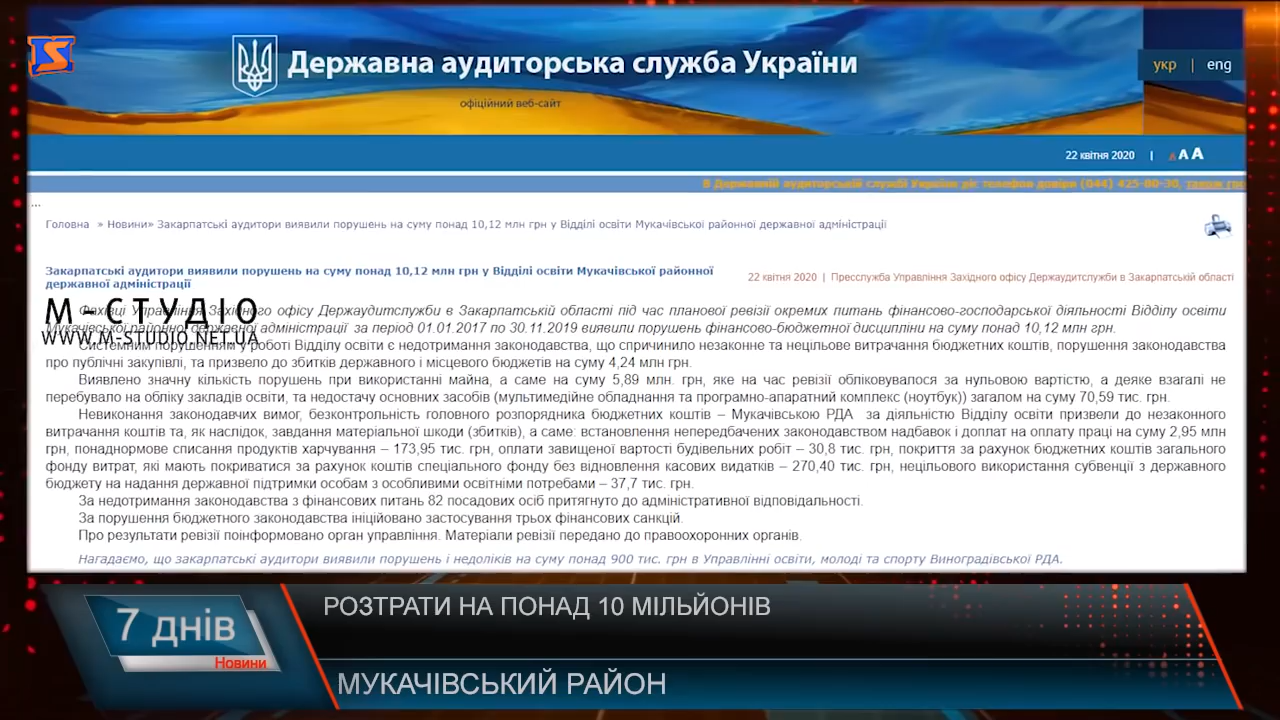 Державна аудиторська служба України
укр | eng
офіційний веб-сайт
22 квітня 2020 | A A A
В Державній аудиторській службі України діє телефон довіри (044) 425-80-30, також
...
Головна » Новини» Закарпатські аудитори виявили порушень на суму понад 10,12 млн грн у Відділі освіти Мукачівської районної державної адміністрації
Закарпатські аудитори виявили порушень на суму понад 10,12 млн грн у Відділі освіти Мукачівської районної
державної адміністрації
22 квітня 2020 | Пресслужба Управління Західного офісу Держаудитслужби в Закарпатській області
М-СТУДІО
WWW.M-STUDIO.NET.UA
Фахівці Управління Західного офісу Держаудитслужби в Закарпатській області під час планової ревізії окремих питань фінансово-господарської діяльності Відділу освіти
Мукачівської районної державної адміністрації за період 01.01.2017 по 30.11.2019 виявили порушень фінансово-бюджетної дисципліни на суму понад 10,12 млн грн.
Системним порушенням у роботі Відділу освіти є недотримання законодавства, що спричинило незаконне та нецільове витрачання бюджетних коштів, порушення законодавства
про публічні закупівлі, та призвело до збитків державного і місцевого бюджетів на суму 4,24 млн грн.
Виявлено значну кількість порушень при використанні майна, а саме на суму 5,89 млн. грн, яке на час ревізії обліковувалося за нульовою вартістю, а деяке взагалі не
перебувало на обліку закладів освіти, та недостачу основних засобів (мультимедійне обладнання та програмно-апаратний комплекс (ноутбук)) загалом на суму 70,59 тис. грн.
Невиконання законодавчих вимог, безконтрольність головного розпорядника бюджетних коштів – Мукачівською РДА за діяльністю Відділу освіти призвели до незаконного
витрачання коштів та, як наслідок, завдання матеріальної шкоди (збитків), а саме: встановлення непередбачених законодавством надбавок і доплат на оплату праці на суму 2,95 млн
грн, понаднормове списання продуктів харчування – 173,95 тис. грн, оплати завищеної вартості будівельних робіт – 30,8 тис. грн, покриття за рахунок бюджетних коштів загального
фонду витрат, які мають покриватися за рахунок коштів спеціального фонду без відновлення касових видатків – 270,40 тис. грн, нецільового використання субвенції з державного
бюджету на надання державної підтримки особам з особливими освітніми потребами – 37,7 тис. грн.
За недотримання законодавства з фінансових питань 82 посадових осіб притягнуто до адміністративної відповідальності.
За порушення бюджетного законодавства ініційовано застосування трьох фінансових санкцій.
Про результати ревізії поінформовано орган управління. Матеріали ревізії передано до правоохоронних органів.
Нагадаємо, що закарпатські аудитори виявили порушень і недоліків на суму понад 900 тис. грн в Управлінні освіти, молоді та спорту Виноградівської РДА.
7 днів
Новини
РОЗТРАТИ НА ПОНАД 10 МІЛЬЙОНІВ
МУКАЧІВСЬКИЙ РАЙОН